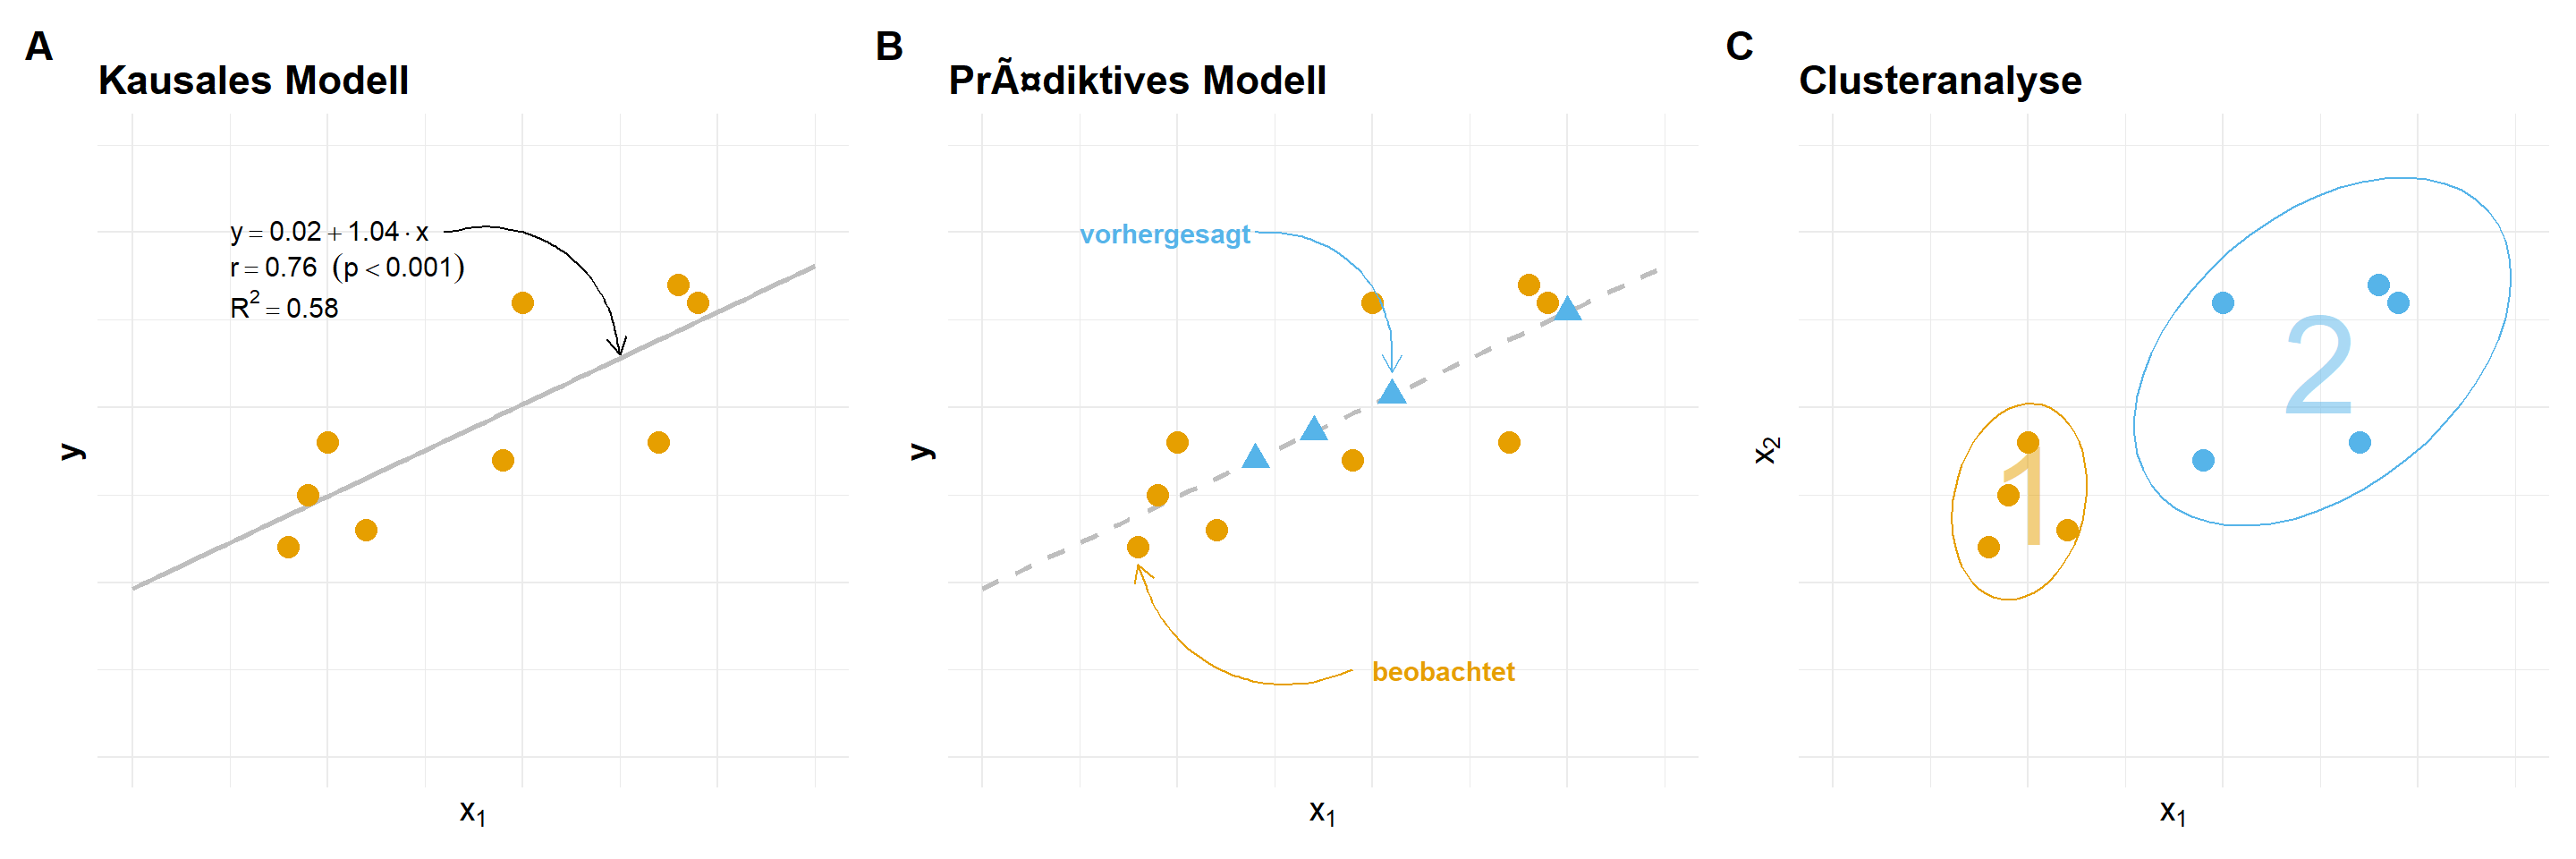 A
Kausales Modell
y = 0.02 + 1.04 · x
r = 0.76 (p < 0.001)
R² = 0.58
y
x₁
B
PrÃ¤diktives Modell
vorhergesagt
beobachtet
y
x₁
C
Clusteranalyse
2
1
x₂
x₁